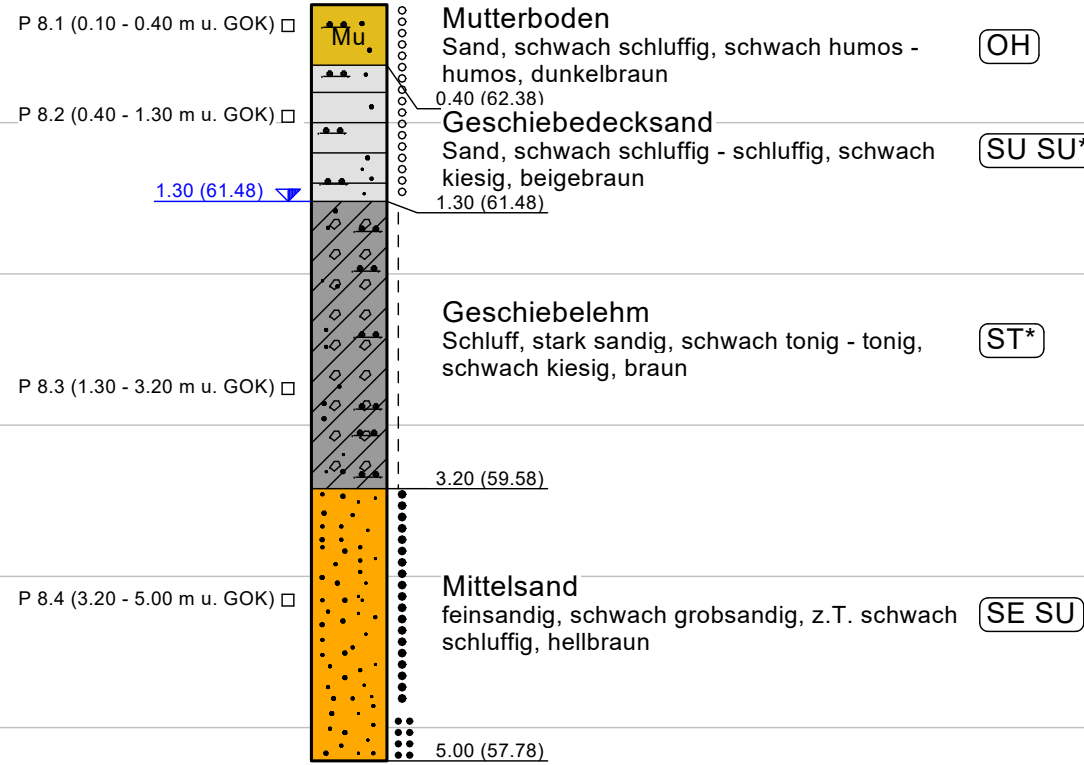 P 8.1 (0.10 - 0.40 m u. GOK)
Mu
Mutterboden
Sand, schwach schluffig, schwach humos -
humos, dunkelbraun
OH
0.40 (62.38)
P 8.2 (0.40 - 1.30 m u. GOK)
Geschiebedecksand
Sand, schwach schluffig - schluffig, schwach
kiesig, beigebraun
SU SU*
1.30 (61.48)
1.30 (61.48)
Geschiebelehm
Schluff, stark sandig, schwach tonig - tonig,
schwach kiesig, braun
ST*
P 8.3 (1.30 - 3.20 m u. GOK)
3.20 (59.58)
P 8.4 (3.20 - 5.00 m u. GOK)
Mittelsand
feinsandig, schwach grobsandig, z.T. schwach
schluffig, hellbraun
SE SU
5.00 (57.78)